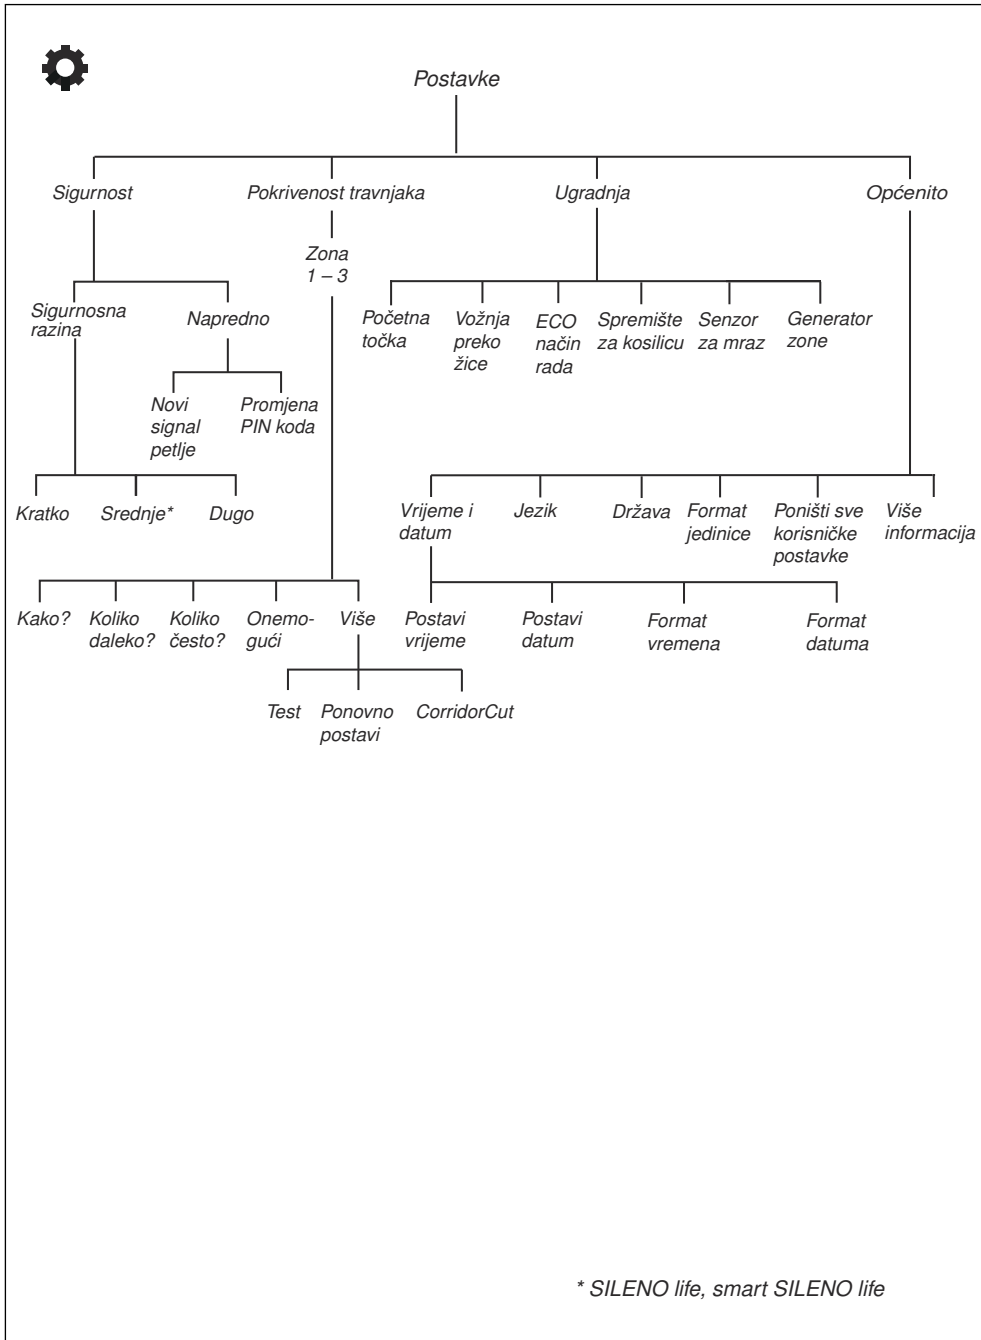 Postavke
Sigurnost
Pokrivenost travnjaka
Ugradnja
Općenito
Zona
1 – 3
Sigurnosna
razina
Napredno
Početna
točka
Vožnja
preko
žice
ECO
način
rada
Spremište
za kosilicu
Senzor
za mraz
Generator
zone
Novi
signal
petlje
Promjena
PIN koda
Kratko
Srednje*
Dugo
Vrijeme i
datum
Jezik
Država
Format
jedinice
Poništi sve
korisničke
postavke
Više
informacija
Kako?
Koliko
daleko?
Koliko
često?
Onemo-
gući
Više
Postavi
vrijeme
Postavi
datum
Format
vremena
Format
datuma
Test
Ponovno
postavi
CorridorCut
* SILENO life, smart SILENO life